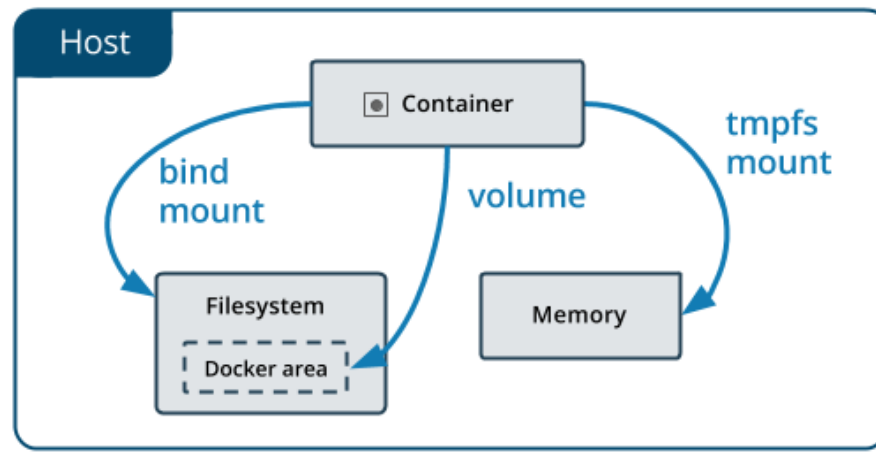 Host
Container
bind
mount
volume
tmpfs
mount
Filesystem
Docker area
Memory